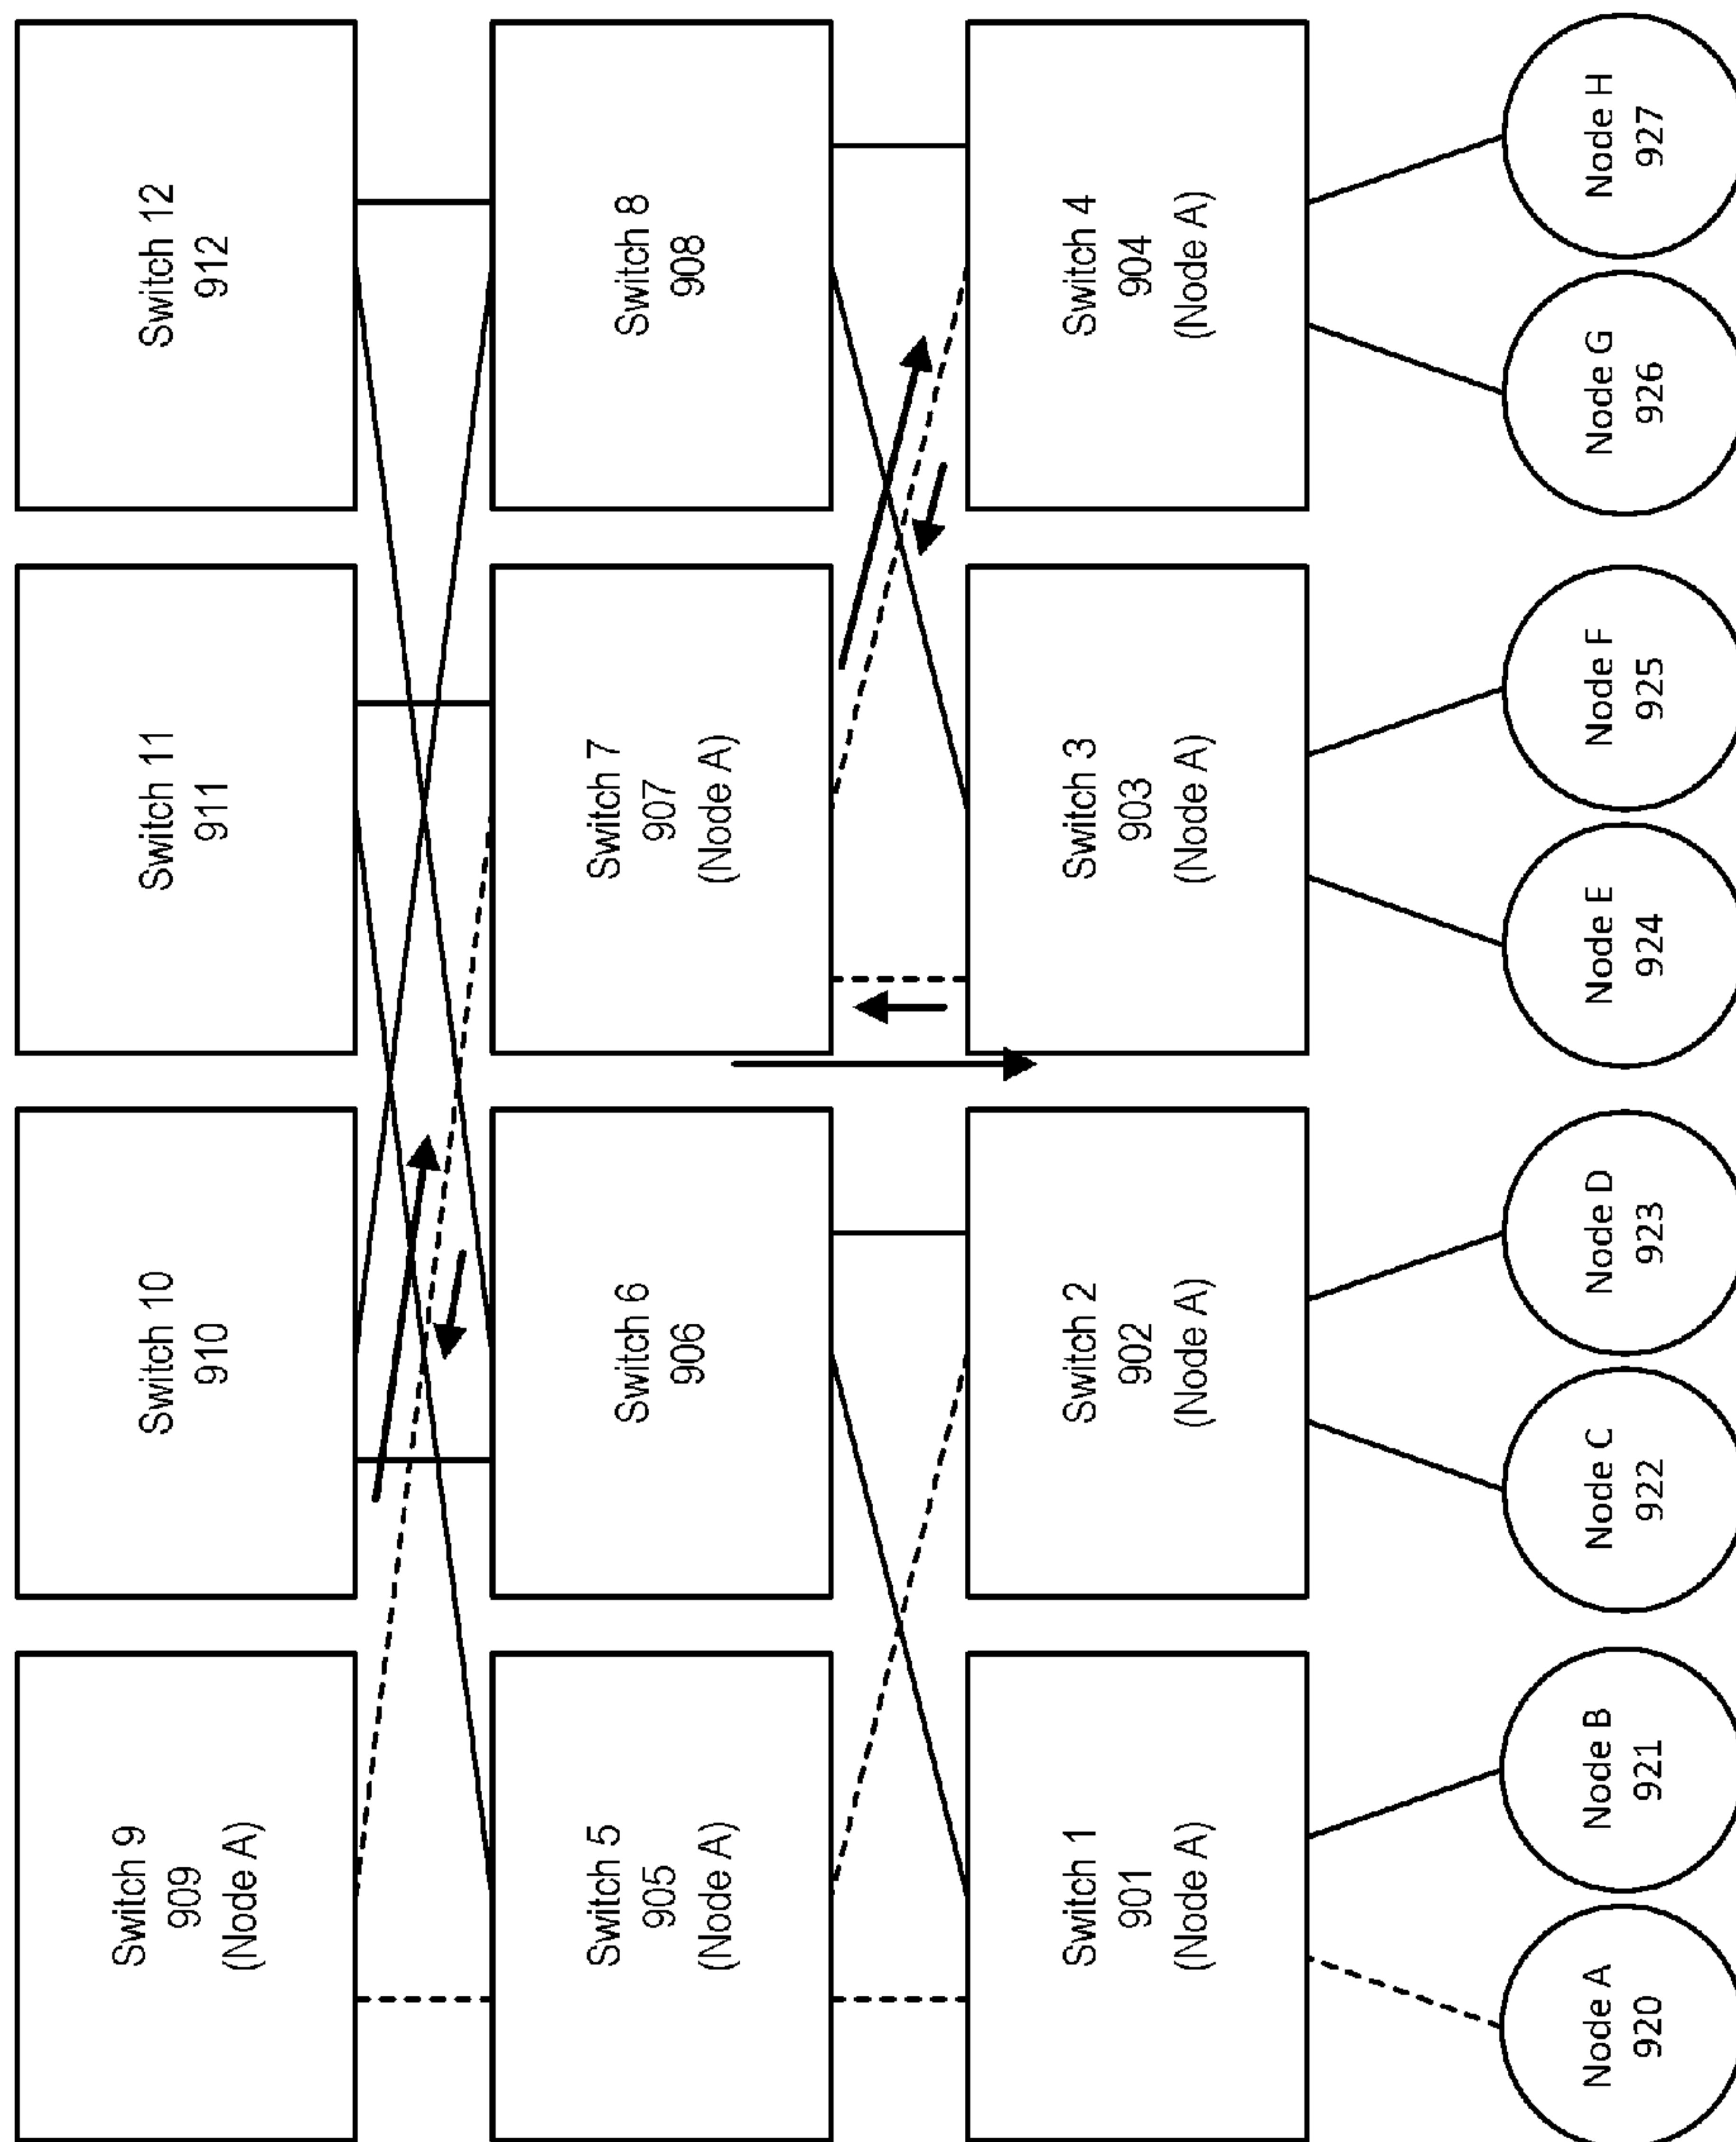 Switch 9
909
(Node A)
Switch 10
910
Switch 11
911
Switch 12
912
Switch 5
905
(Node A)
Switch 6
906
Switch 7
907
(Node A)
Switch 8
908
Switch 1
901
(Node A)
Switch 2
902
(Node A)
Switch 3
903
(Node A)
Switch 4
904
(Node A)
Node A
920
Node B
921
Node C
922
Node D
923
Node E
924
Node F
925
Node G
926
Node H
927